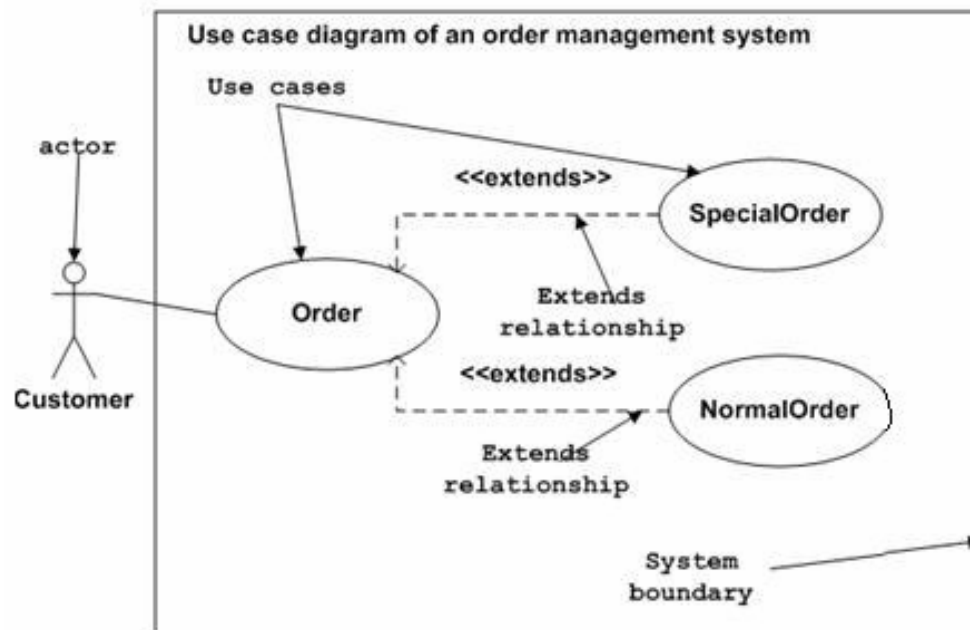 Use case diagram of an order management system
Use cases
actor
<<extends>>
SpecialOrder
Order
Extends
relationship
Customer
<<extends>>
NormalOrder
Extends
relationship
System
boundary